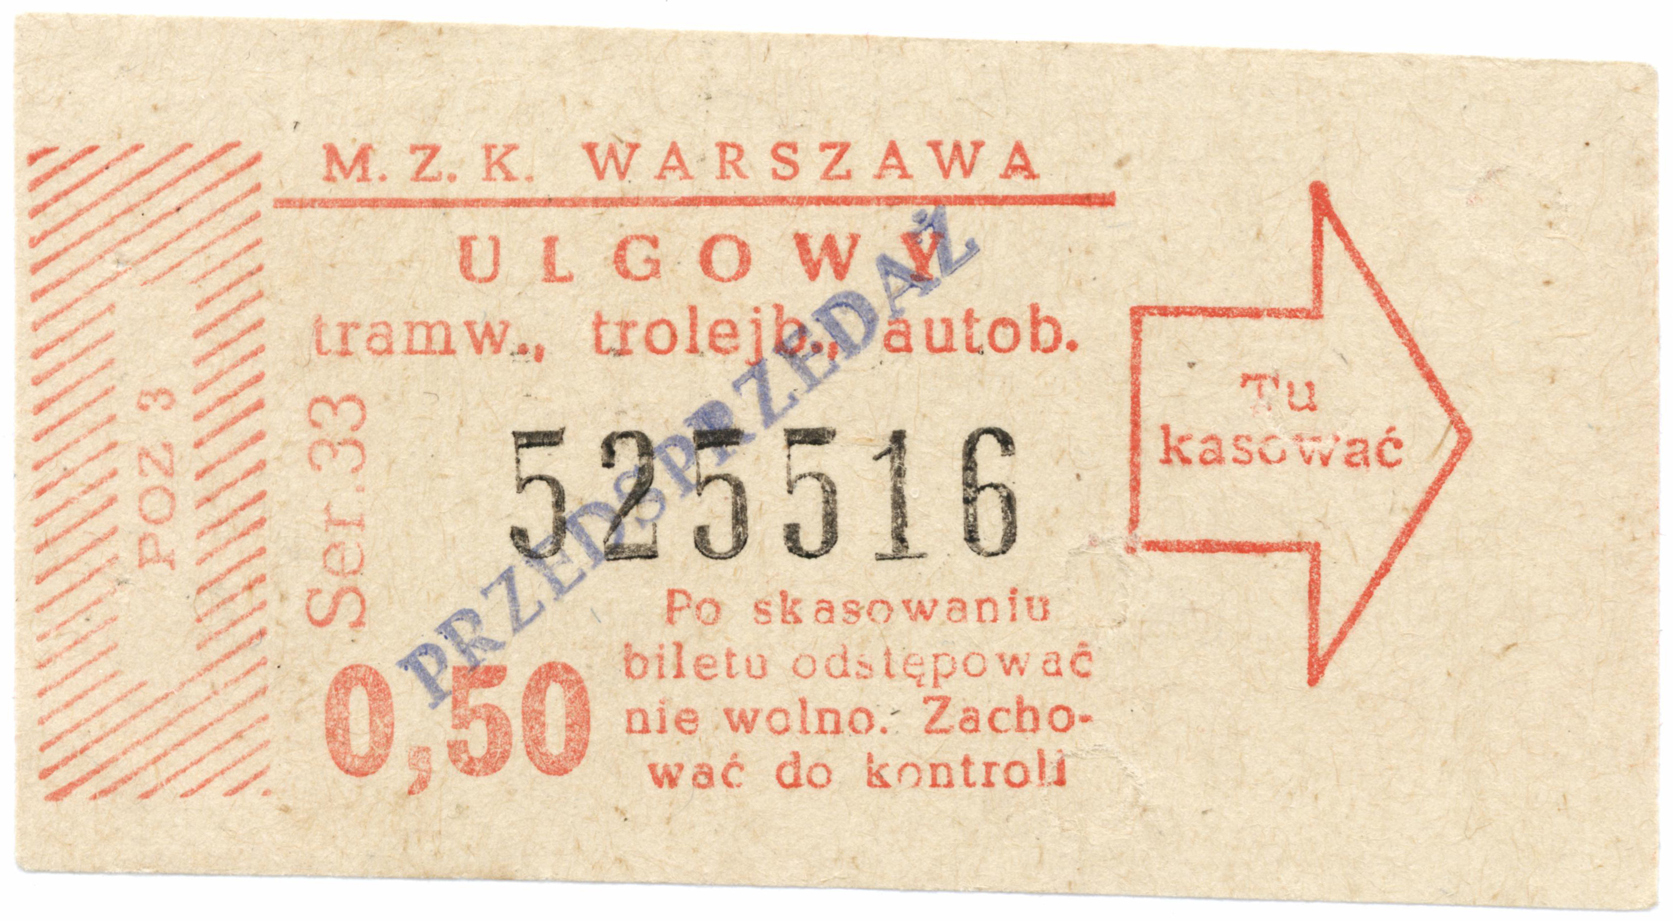 M. Z. K. WARSZAWA
ULGOWY
tramw., trolejb., autob.
PRZEDSPRZEDAŻ
POZ 3
Ser. 33
525516
0,50
Po skasowaniu
biletu odstępować
nie wolno. Zacho-
wać do kontroli
Tu
kasować